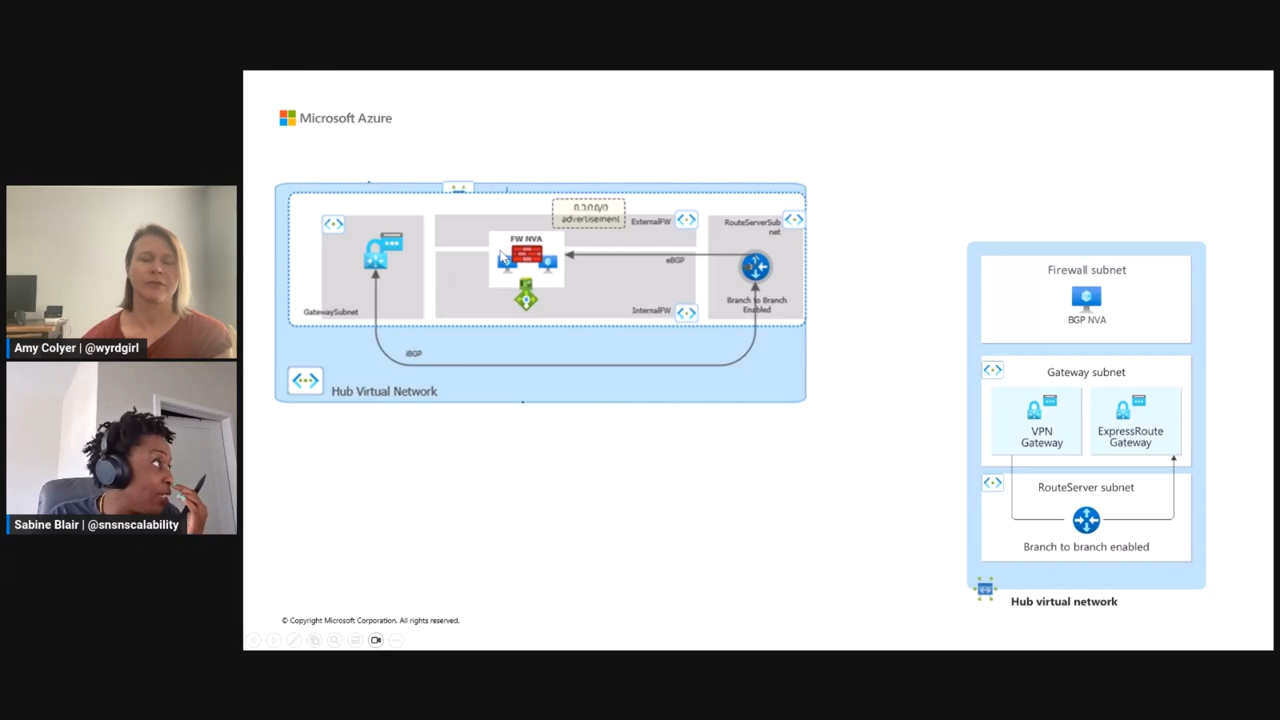 Microsoft Azure
0.0.0.0/0
advertisement
ExternalFW
RouteServerSub
net
FW NVA
eBGP
GatewaySubnet
InternalFW
Branch to Branch
Enabled
iBGP
Hub Virtual Network
Firewall subnet
BGP NVA
Gateway subnet
VPN
Gateway
ExpressRoute
Gateway
RouteServer subnet
Branch to branch enabled
Hub virtual network
© Copyright Microsoft Corporation. All rights reserved.
Amy Colyer | @wyrdgirl
Sabine Blair | @snsnscalability